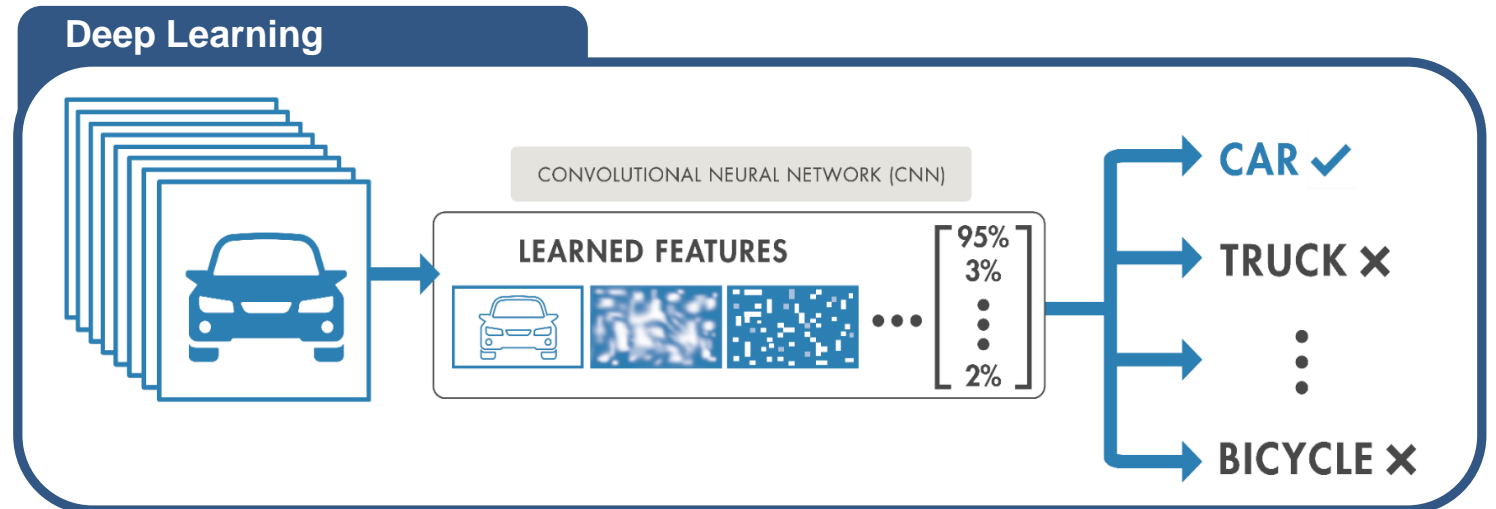 Deep Learning
CONVOLUTIONAL NEURAL NETWORK (CNN)
LEARNED FEATURES
95%
3%
2%
CAR
TRUCK
BICYCLE